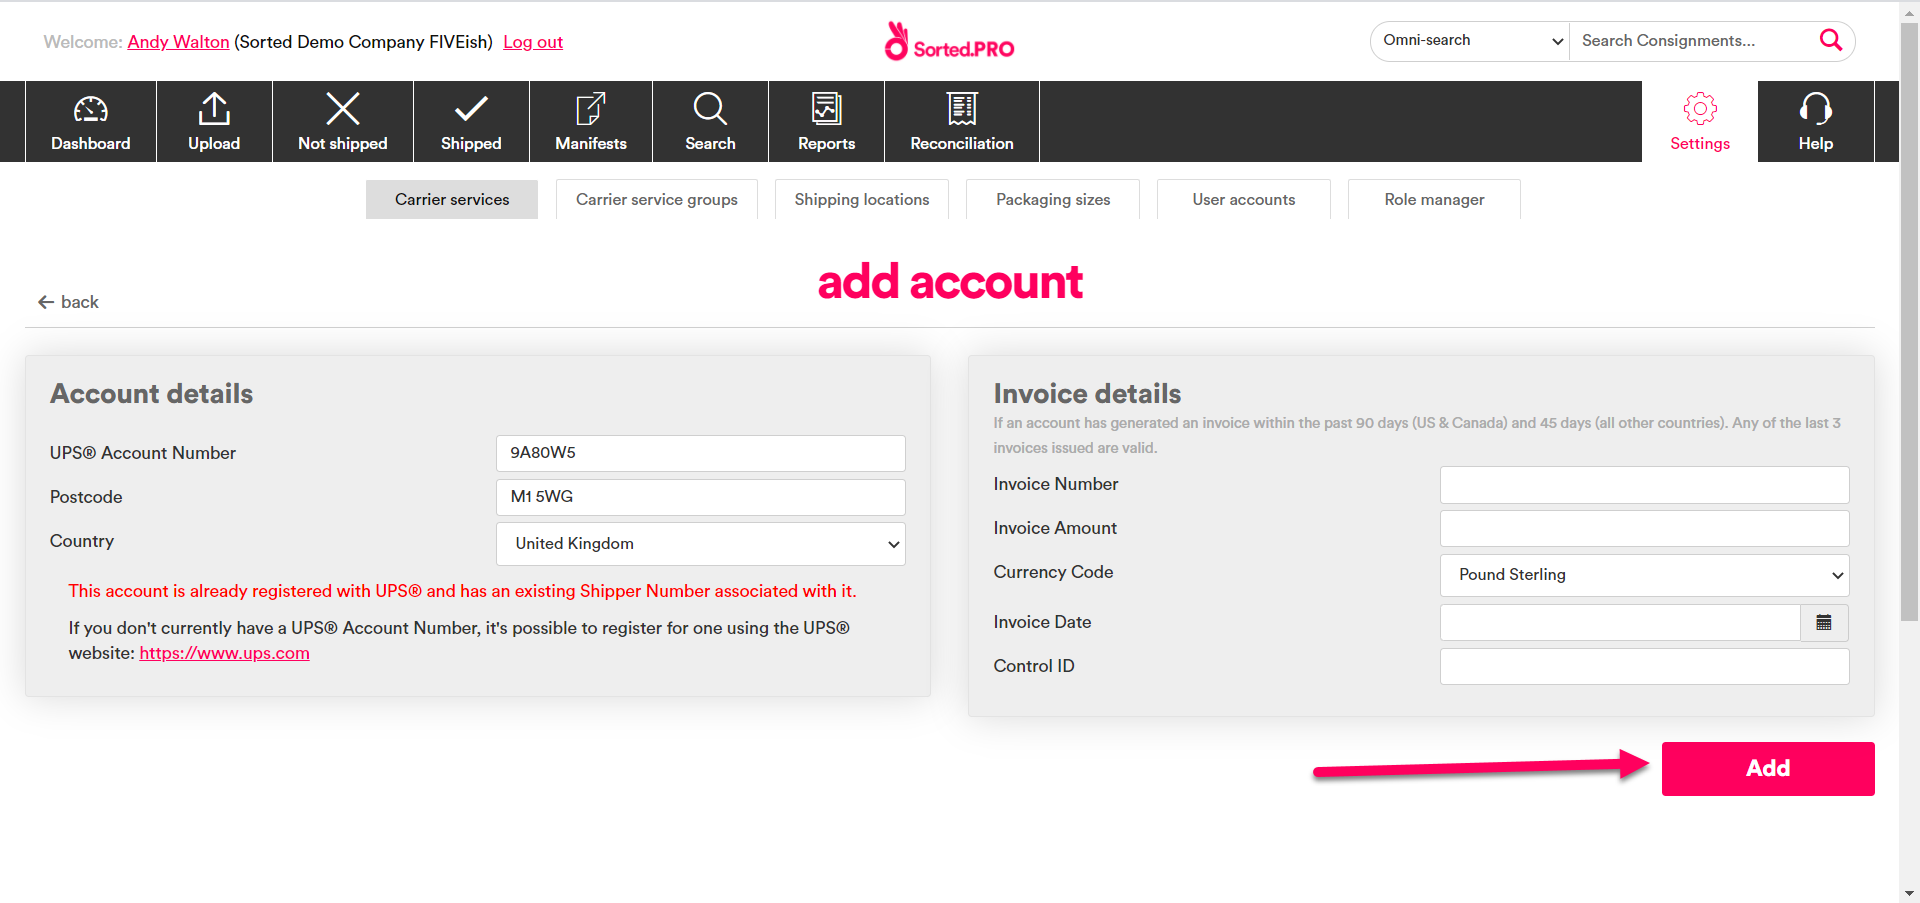 Welcome: Andy Walton (Sorted Demo Company FIVEish) Log out
Sorted.PRO
Omni-search
Search Consignments...
Dashboard
Upload
Not shipped
Shipped
Manifests
Search
Reports
Reconciliation
Settings
Help
Carrier services
Carrier service groups
Shipping locations
Packaging sizes
User accounts
Role manager
add account
back
Account details
UPS® Account Number
9A80W5
Postcode
M1 5WG
Country
United Kingdom
This account is already registered with UPS® and has an existing Shipper Number associated with it.
If you don't currently have a UPS® Account Number, it's possible to register for one using the UPS®
website: https://www.ups.com
Invoice details
If an account has generated an invoice within the past 90 days (US & Canada) and 45 days (all other countries). Any of the last 3
invoices issued are valid.
Invoice Number
Invoice Amount
Currency Code
Pound Sterling
Invoice Date
Control ID
Add